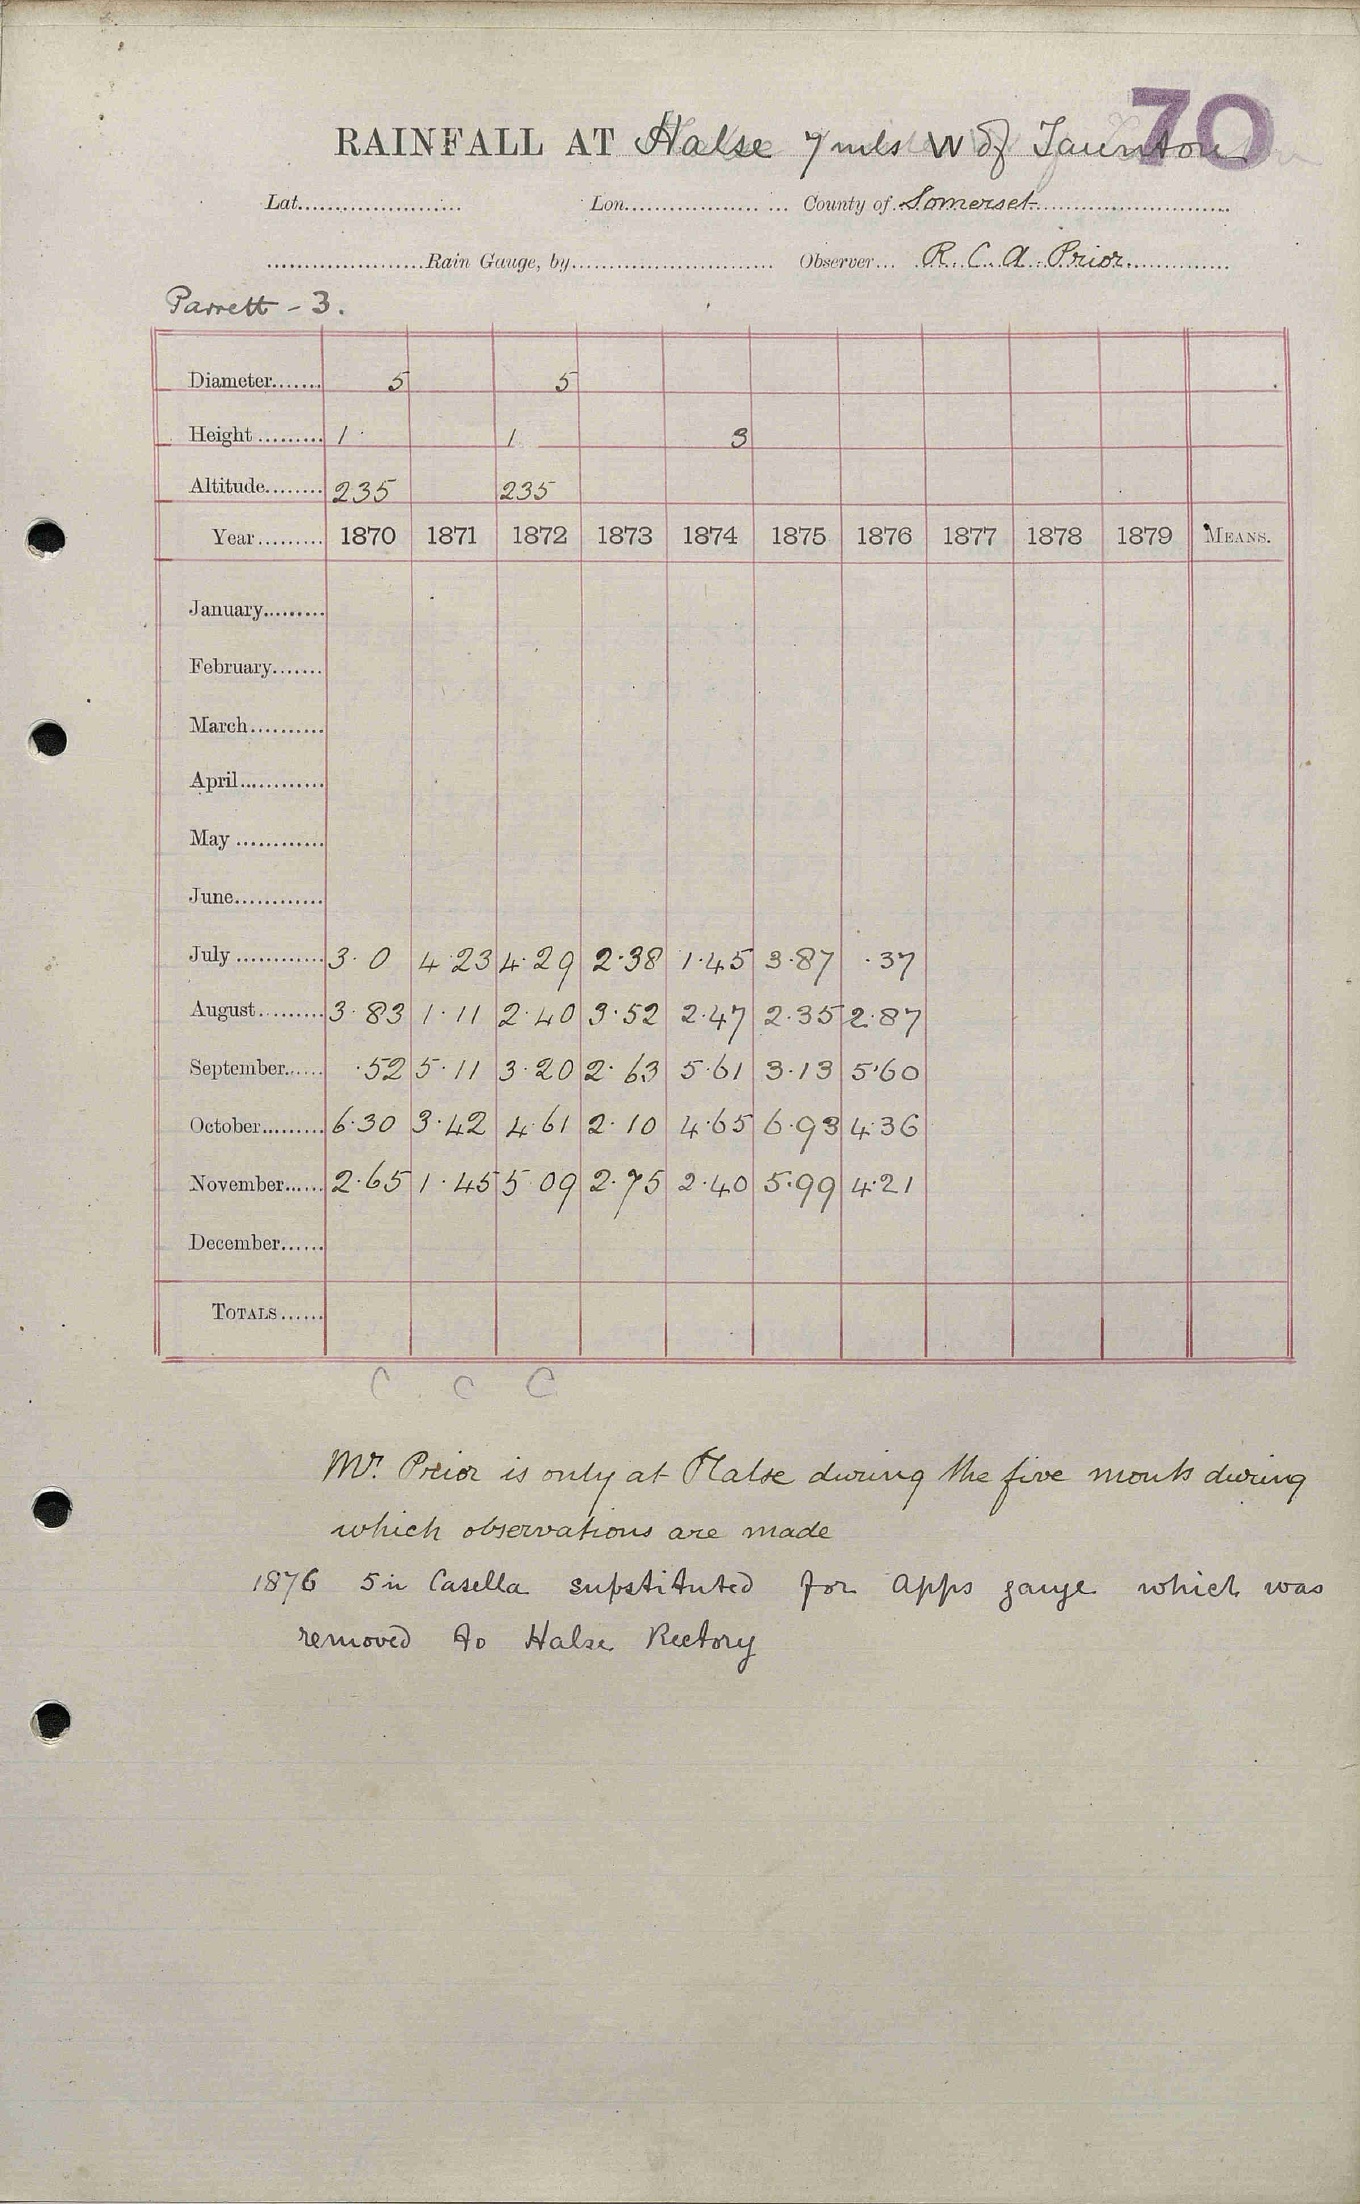 70
RAINFALL AT Halse 7 mls W of Taunton
Lat. Lon. County of Somerset
Rain Gauge, by Observer R. C. A. Prior
Parrett - 3.
Diameter 5 5
Height 1 1 3
Altitude 235 235
Year 1870 1871 1872 1873 1874 1875 1876 1877 1878 1879 MEANS.
January
February
March
April
May
June
July 3.0 4.23 4.29 2.38 1.45 3.87 .37
August 3.83 1.11 2.40 3.52 2.47 2.35 2.87
September .52 5.11 3.20 2.63 5.61 3.13 5.60
October 6.30 3.42 4.61 2.10 4.65 6.93 4.36
November 2.65 1.45 5.09 2.75 2.40 5.99 4.21
December
TOTALS
C C C
Mr. Prior is only at Halse during the five month during
which observations are made
1876 5 in Casella substituted for Apps gauge which was
removed to Halse Rectory